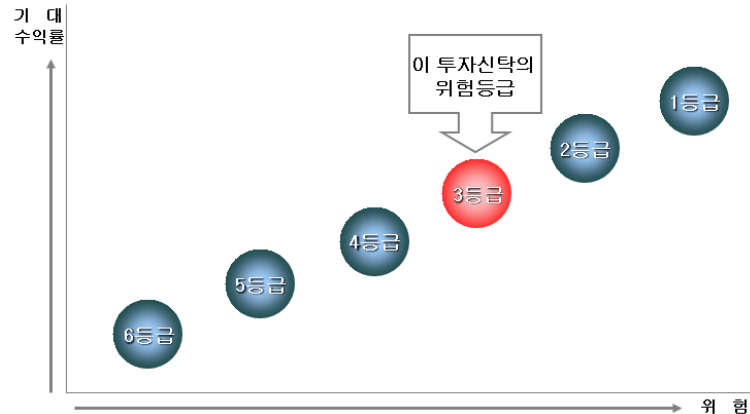 기 대
수익률
이 투자신탁의
위험등급
1등급
2등급
3등급
4등급
5등급
6등급
위 험